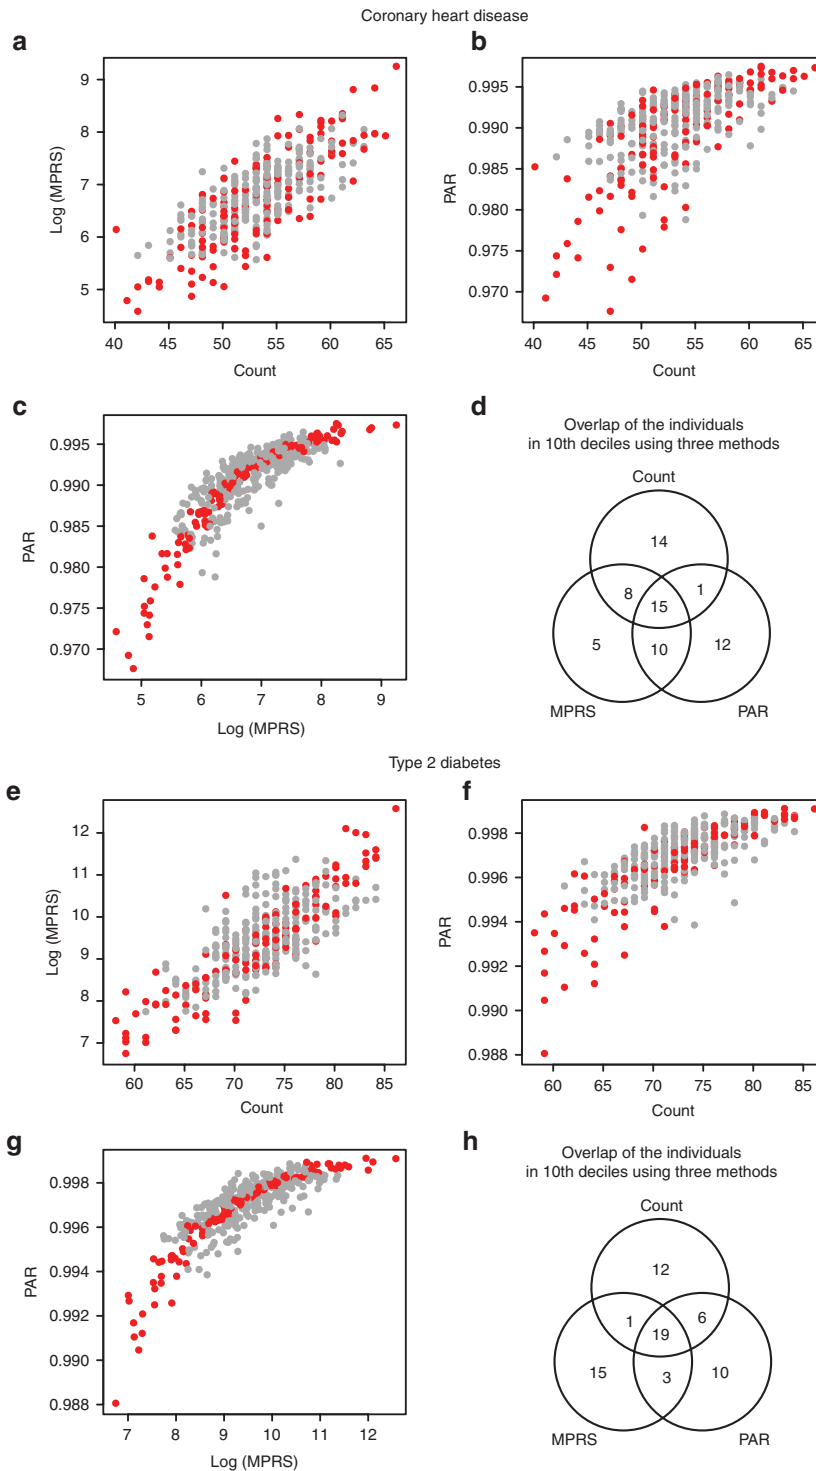 Coronary heart disease
a
b
9
8
7
6
5
Log (MPRS)
40 45 50 55 60 65
Count
0.995
0.990
0.985
0.980
0.975
0.970
PAR
40 45 50 55 60 65
Count
c
d
0.995
0.990
0.985
0.980
0.975
0.970
PAR
5 6 7 8 9
Log (MPRS)
Overlap of the individuals
in 10th deciles using three methods
Count
14
8 15 1
5 10 12
MPRS PAR
Type 2 diabetes
e
f
12
11
10
9
8
7
Log (MPRS)
60 65 70 75 80 85
Count
0.998
0.996
0.994
0.992
0.990
0.988
PAR
60 65 70 75 80 85
Count
g
h
0.998
0.996
0.994
0.992
0.990
0.988
PAR
7 8 9 10 11 12
Log (MPRS)
Overlap of the individuals
in 10th deciles using three methods
Count
12
1 19 6
15 3 10
MPRS PAR